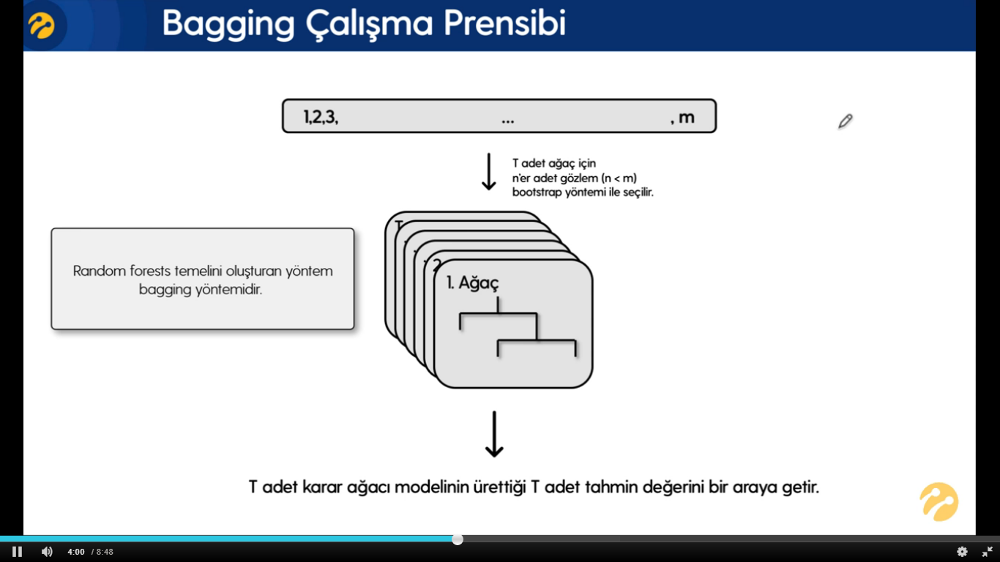 Bagging Çalışma Prensibi
1,2,3, ... , m
T adet ağaç için
n'er adet gözlem (n < m)
bootstrap yöntemi ile seçilir.
Random forests temelini oluşturan yöntem
bagging yöntemidir.
T
2
1. Ağaç
T adet karar ağacı modelinin ürettiği T adet tahmin değerini bir araya getir.
4:00 / 8:48